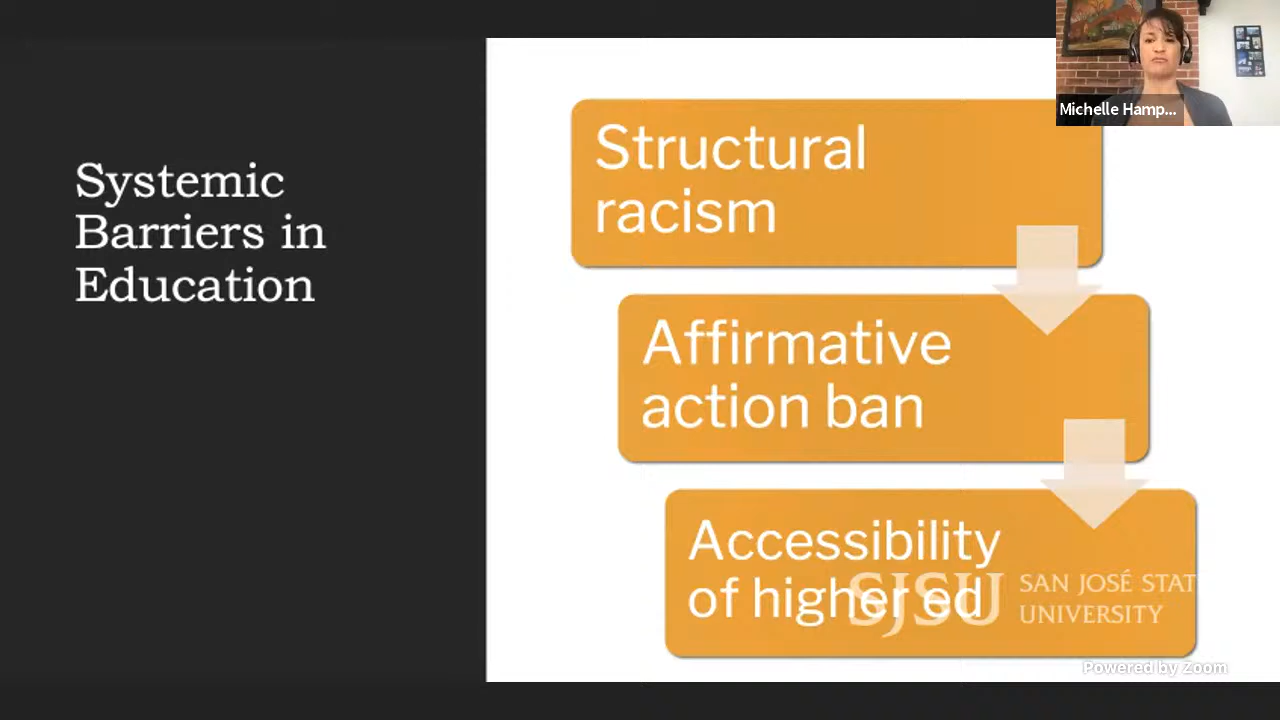 Systemic
Barriers in
Education
Michelle Hamp...
Structural
racism
Affirmative
action ban
Accessibility
of higher ed
SJSU
SAN JOSÉ STAT
UNIVERSITY
Powered by Zoom